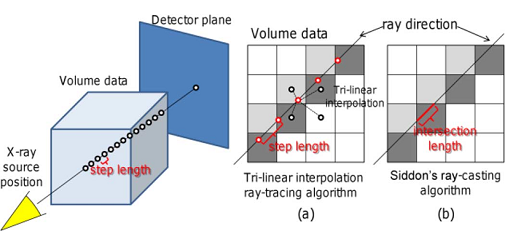 Detector plane
Volume data
X-ray
source
position
step length
Volume data
ray direction
Tri-linear
interpolation
step length
intersection
length
Tri-linear interpolation
ray-tracing algorithm
(a)
Siddon's ray-casting
algorithm
(b)